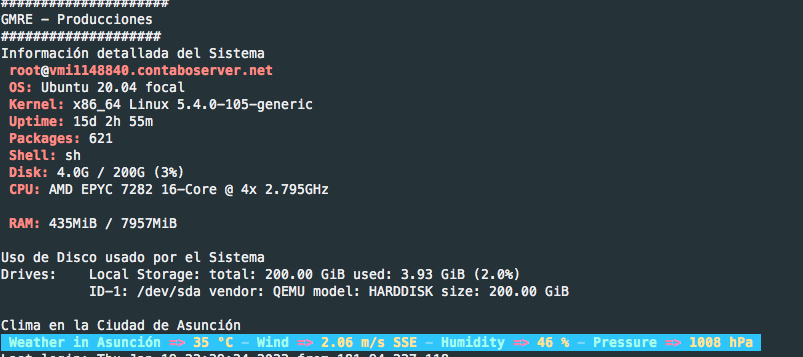 #####################
GMRE - Producciones
####################
Información detallada del Sistema
root@vmi1148840.contaboserver.net
OS: Ubuntu 20.04 focal
Kernel: x86_64 Linux 5.4.0-105-generic
Uptime: 15d 2h 55m
Packages: 621
Shell: sh
Disk: 4.0G / 200G (3%)
CPU: AMD EPYC 7282 16-Core @ 4x 2.795GHz
RAM: 435MiB / 7957MiB
Uso de Disco usado por el Sistema
Drives: Local Storage: total: 200.00 GiB used: 3.93 GiB (2.0%)
ID-1: /dev/sda vendor: QEMU model: HARDDISK size: 200.00 GiB
Clima en la Ciudad de Asunción
Weather in Asunción => 35 °C - Wind => 2.06 m/s SSE - Humidity => 46 % - Pressure => 1008 hPa
Last login: Thu Jan 19